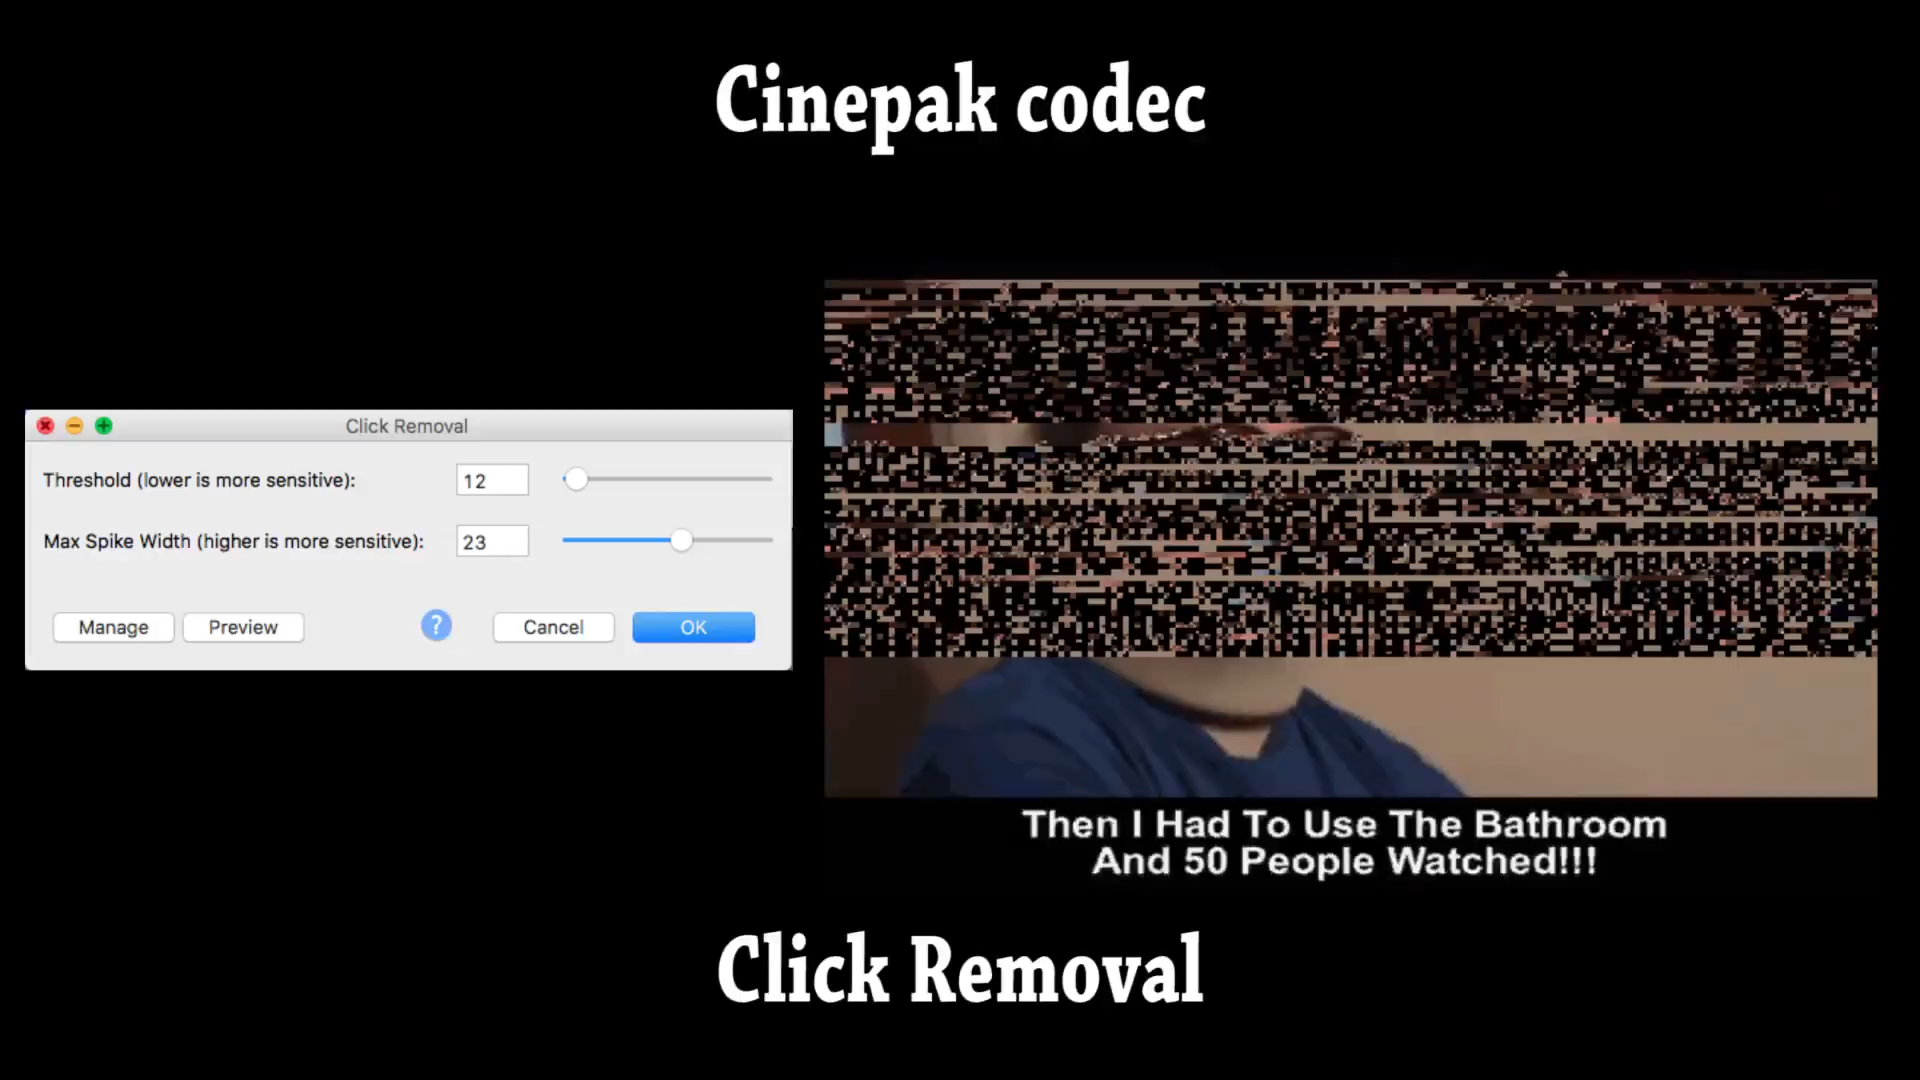 Cinepak codec
Click Removal
Threshold (lower is more sensitive): 12
Max Spike Width (higher is more sensitive): 23
Manage Preview ? Cancel OK
Then I Had To Use The Bathroom
And 50 People Watched!!!
Click Removal